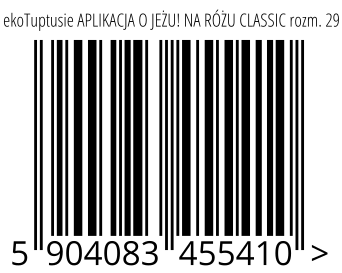 ekoTuptusie APLIKACJA O JEŻU! NA RÓŻU CLASSIC rozm. 29
5 904083 455410 >